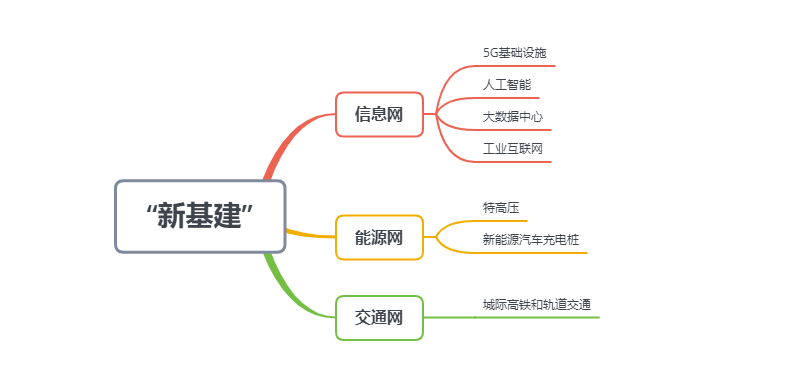 “新基建”
信息网
5G基础设施
人工智能
大数据中心
工业互联网
能源网
特高压
新能源汽车充电桩
交通网
城际高铁和轨道交通